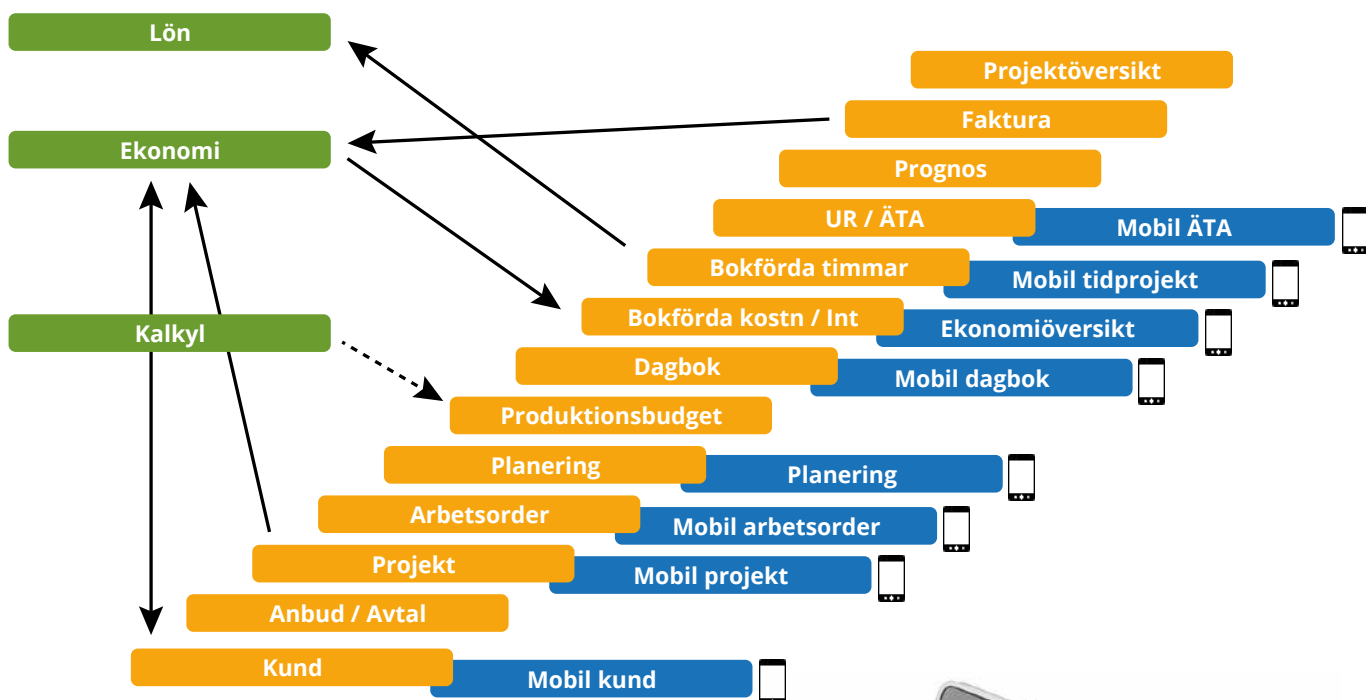 Lön
Projektöversikt
Faktura
Ekonomi
Prognos
UR / ÄTA
Mobil ÄTA
Bokförda timmar
Mobil tidprojekt
Bokförda kostn / Int
Ekonomiöversikt
Kalkyl
Dagbok
Mobil dagbok
Produktionsbudget
Planering
Planering
Arbetsorder
Mobil arbetsorder
Projekt
Mobil projekt
Anbud / Avtal
Kund
Mobil kund